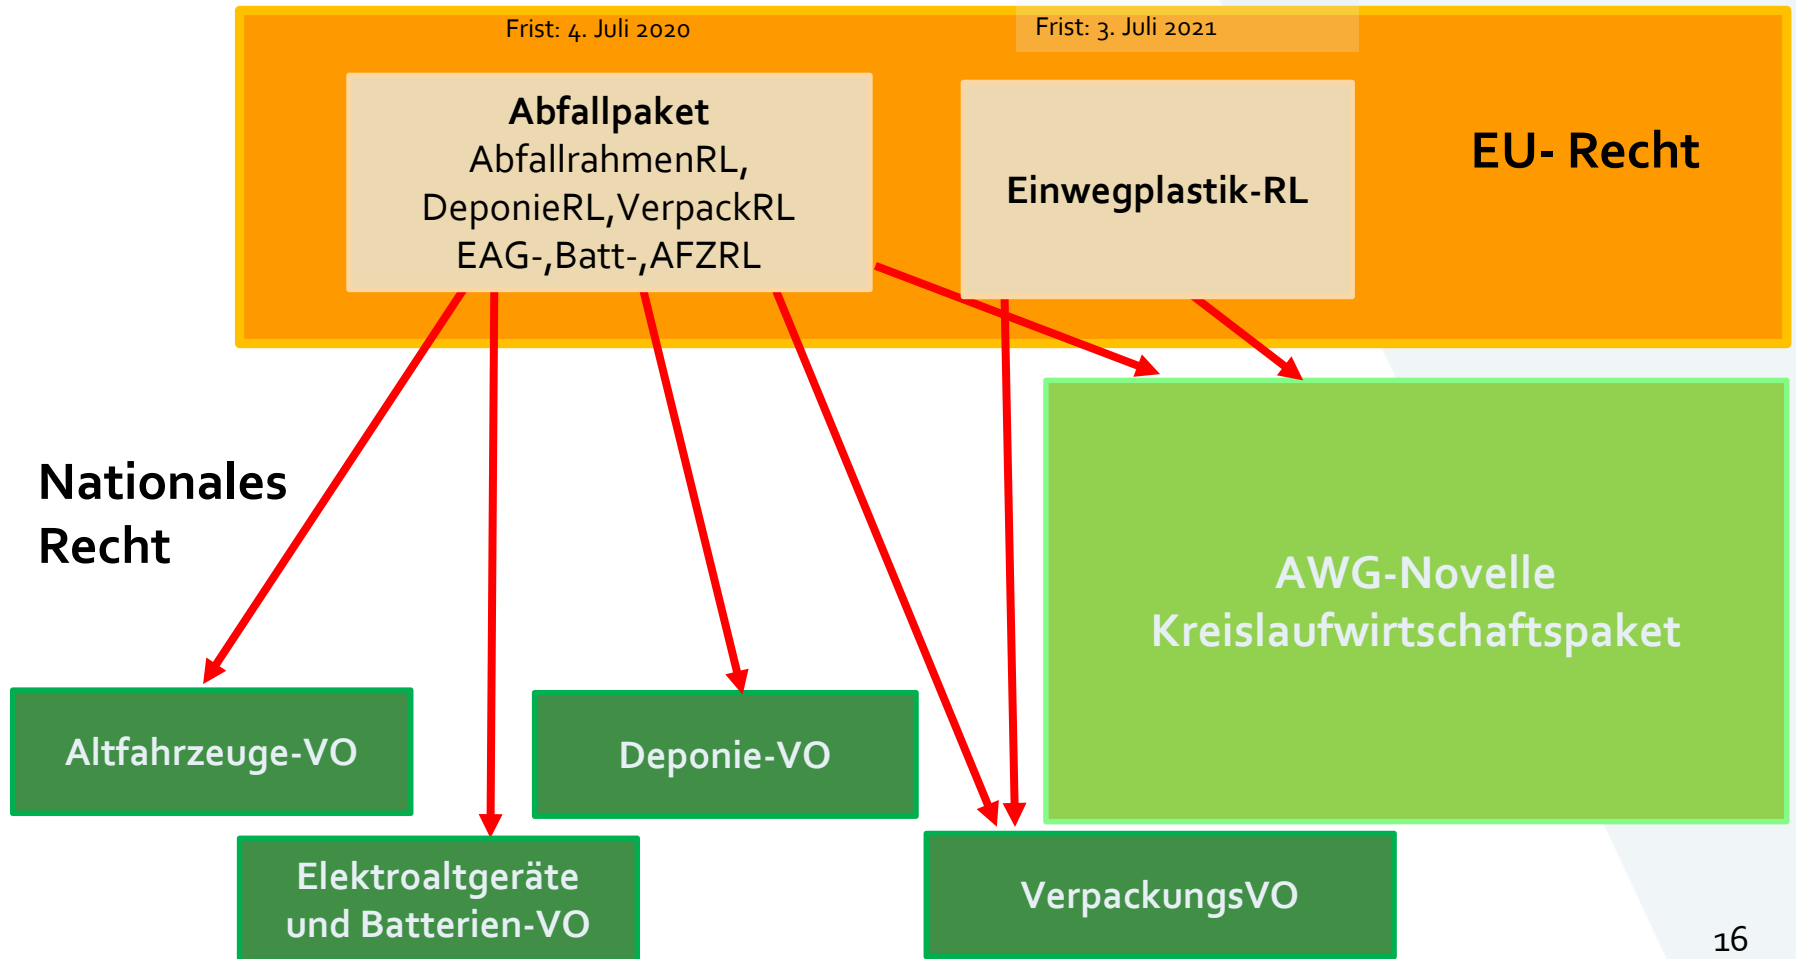 Frist: 4. Juli 2020
Frist: 3. Juli 2021
Abfallpaket
AbfallrahmenRL,
DeponieRL,VerpackRL
EAG-,Batt-,AFZRL
Einwegplastik-RL
EU- Recht
Nationales
Recht
AWG-Novelle
Kreislaufwirtschaftspaket
Altfahrzeuge-VO
Deponie-VO
Elektroaltgeräte
und Batterien-VO
VerpackungsVO
16